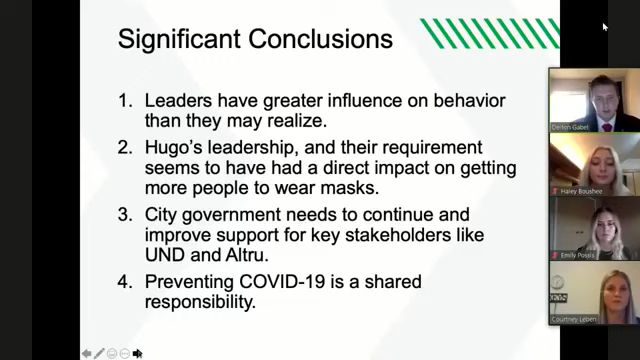 Significant Conclusions
1. Leaders have greater influence on behavior
than they may realize.
2. Hugo's leadership, and their requirement
seems to have had a direct impact on getting
more people to wear masks.
3. City government needs to continue and
improve support for key stakeholders like
UND and Altru.
4. Preventing COVID-19 is a shared
responsibility.
Derton Gabel
Haley Boushee
Emily Possis
Courtney Leben